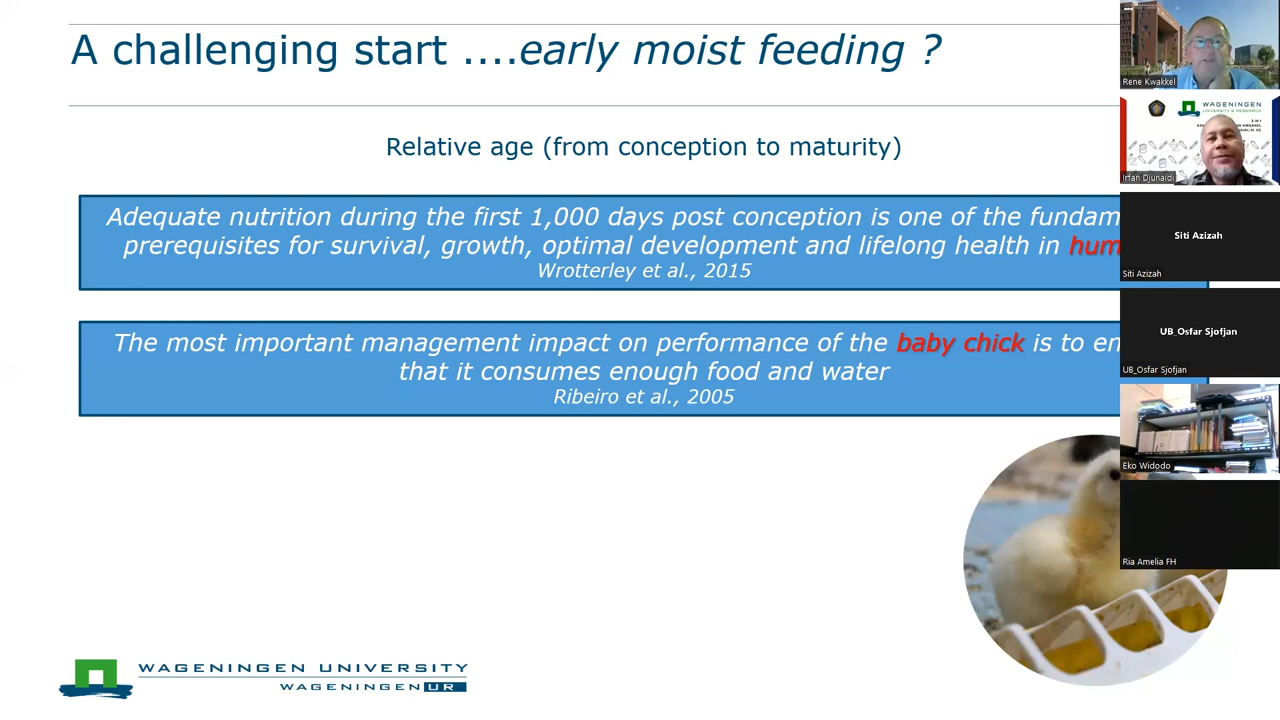 A challenging start ....early moist feeding ?
Relative age (from conception to maturity)
Adequate nutrition during the first 1,000 days post conception is one of the fundam
prerequisites for survival, growth, optimal development and lifelong health in hum
Wrotterley et al., 2015
The most important management impact on performance of the baby chick is to en
that it consumes enough food and water
Ribeiro et al., 2005
WAGENINGEN UNIVERSITY
WAGENINGEN UR
Rene Kwakkel
WAGENINGEN
UNIVERSITY & RESEARCH
Irfan Djunaidi
Siti Azizah
Siti Azizah
UB_Osfar Sjofjan
UB_Osfar Sjofjan
Eko Widodo
Ria Amelia FH